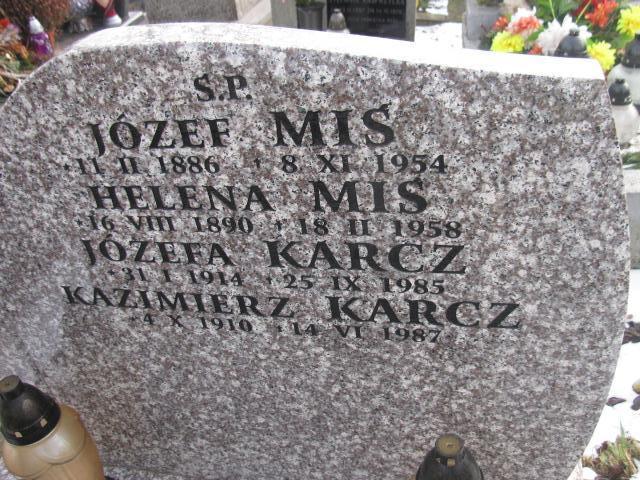 Ś.P.
JÓZEF MIŚ
*11 II 1886 + 8 XI 1954
HELENA MIŚ
*16 VIII 1890 + 18 II 1958
JÓZEFA KARCZ
*31 I 1914 +25 IX 1985
KAZIMIERZ KARCZ
*4 X 1910 +14 VI 1987